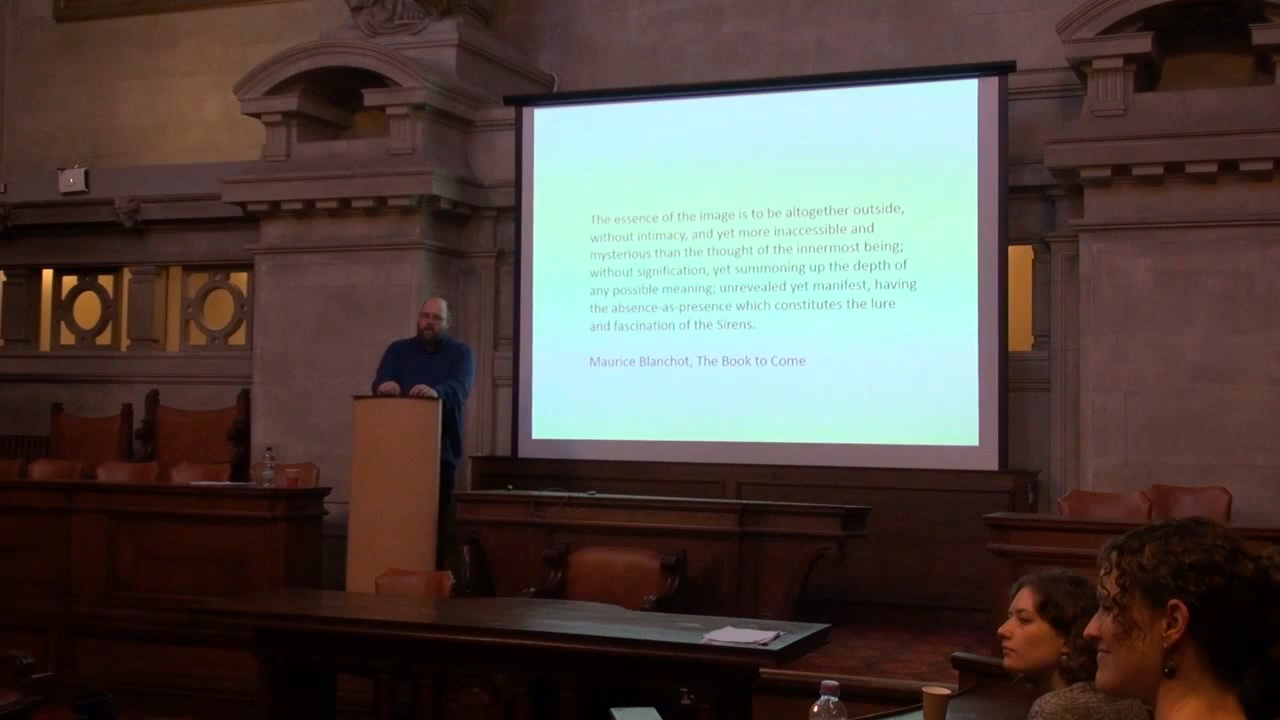 The essence of the image is to be altogether outside,
without intimacy, and yet more inaccessible and
mysterious than the thought of the innermost being;
without signification, yet summoning up the depth of
any possible meaning; unrevealed yet manifest, having
the absence-as-presence which constitutes the lure
and fascination of the Sirens.
Maurice Blanchot, The Book to Come